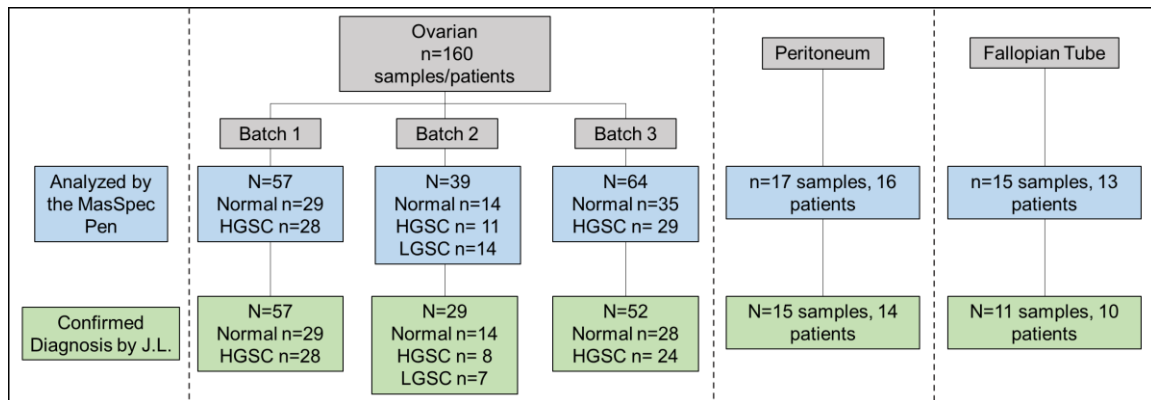 Ovarian
n=160
samples/patients
Peritoneum
Fallopian Tube
Batch 1
Batch 2
Batch 3
Analyzed by
the MasSpec
Pen
N=57
Normal n=29
HGSC n=28
N=39
Normal n=14
HGSC n= 11
LGSC n=14
N=64
Normal n=35
HGSC n= 29
n=17 samples, 16
patients
n=15 samples, 13
patients
Confirmed
Diagnosis by J.L.
N=57
Normal n=29
HGSC n=28
N=29
Normal n=14
HGSC n= 8
LGSC n=7
N=52
Normal n=28
HGSC n= 24
N=15 samples, 14
patients
N=11 samples, 10
patients